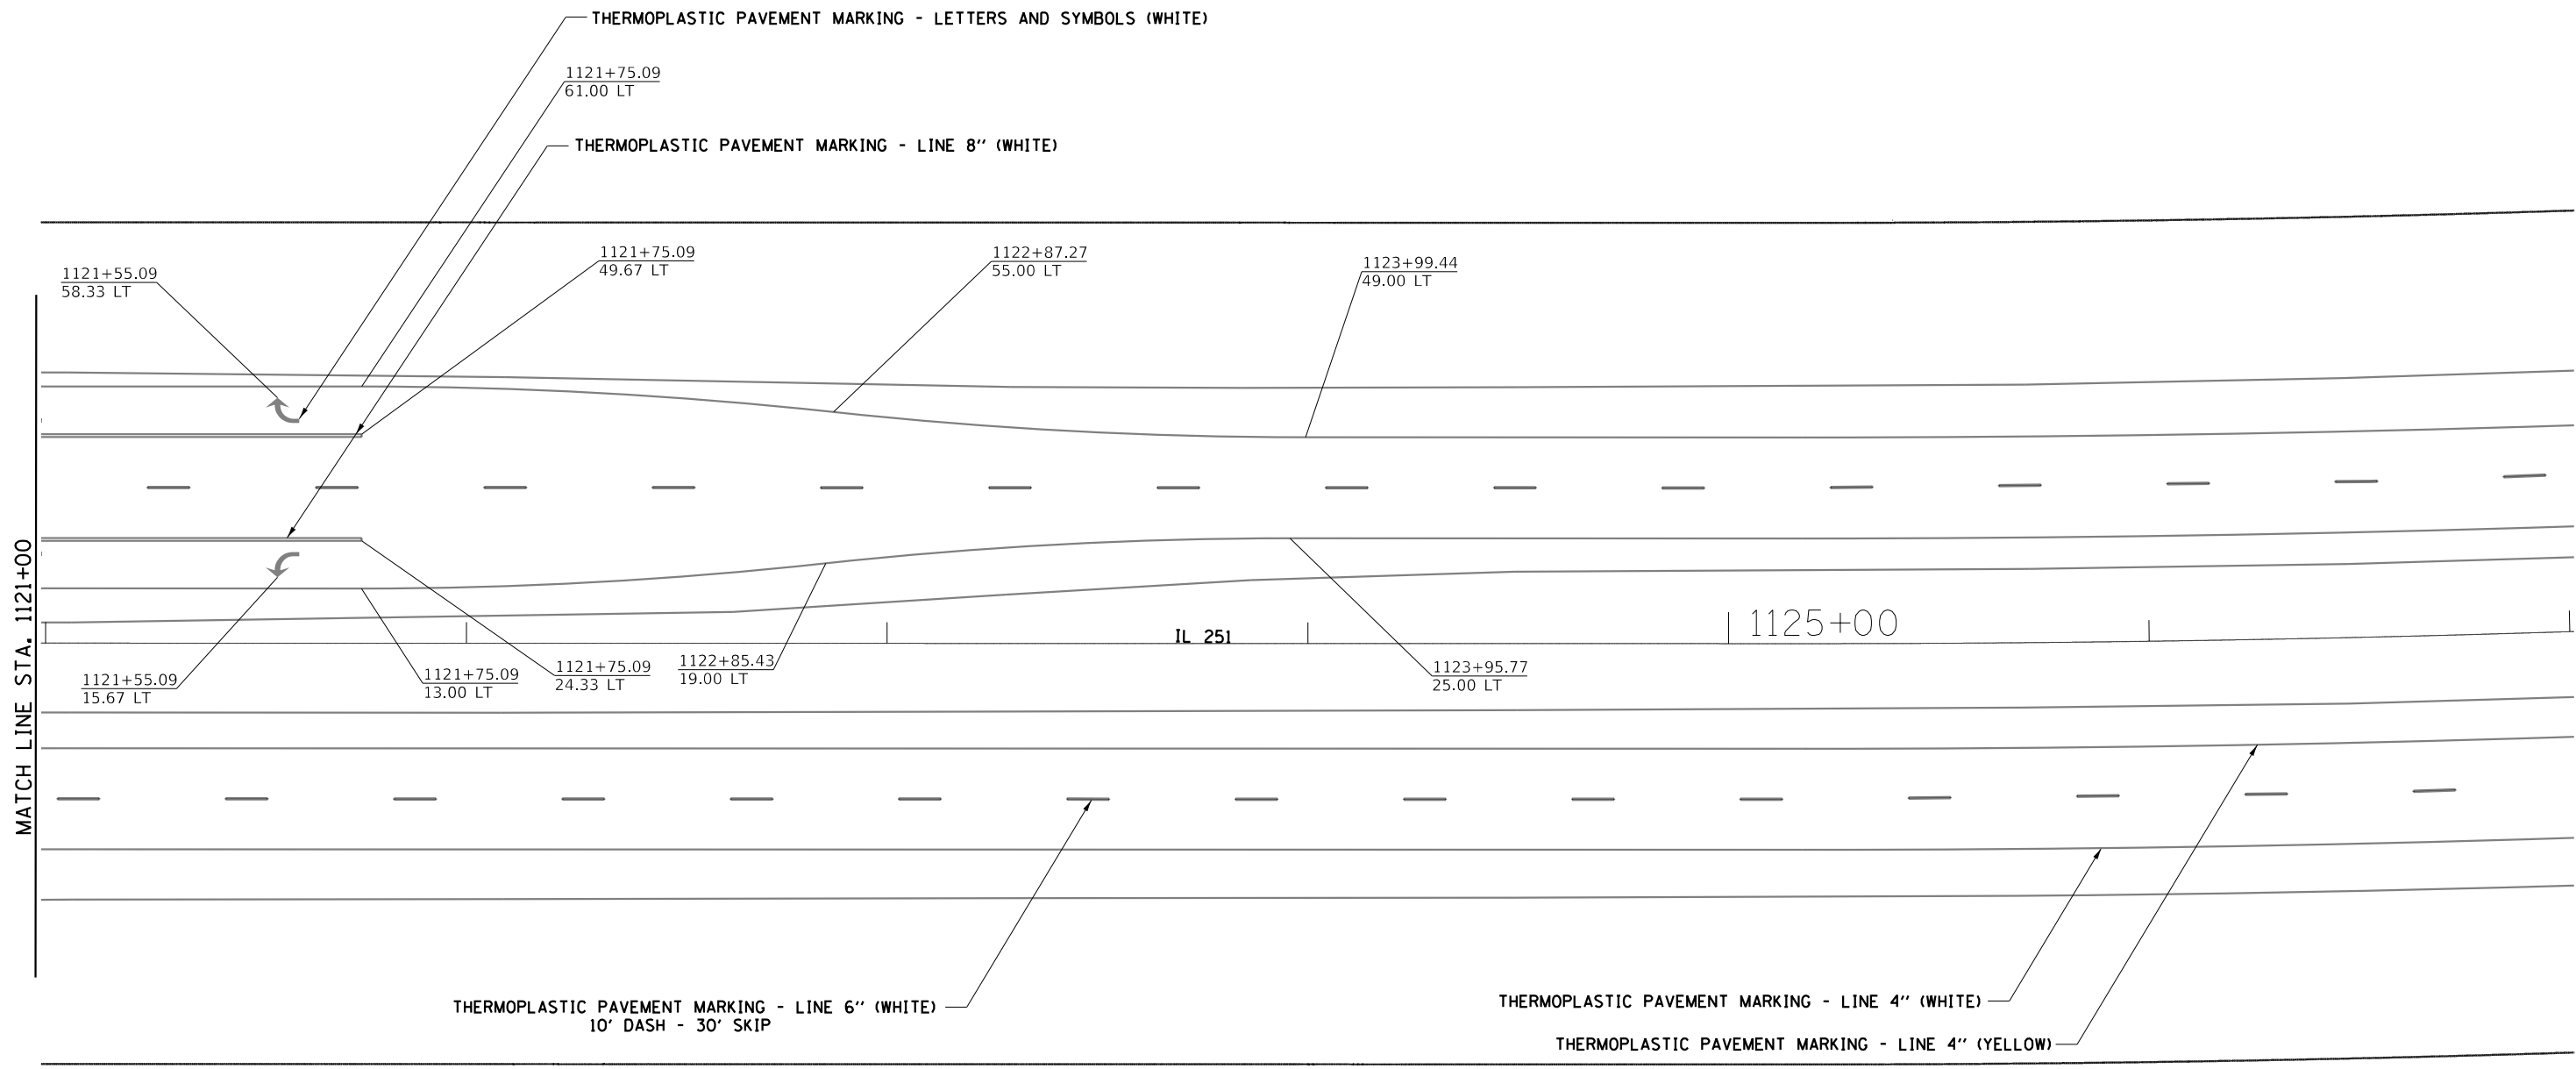 THERMOPLASTIC PAVEMENT MARKING - LETTERS AND SYMBOLS (WHITE)
1121+75.09
61.00 LT
THERMOPLASTIC PAVEMENT MARKING - LINE 8" (WHITE)
1121+55.09
58.33 LT
1121+75.09
49.67 LT
1122+87.27
55.00 LT
1123+99.44
49.00 LT
MATCH LINE STA. 1121+00
IL 251
1125+00
1121+55.09
15.67 LT
1121+75.09
13.00 LT
1121+75.09
24.33 LT
1122+85.43
19.00 LT
1123+95.77
25.00 LT
THERMOPLASTIC PAVEMENT MARKING - LINE 6" (WHITE)
10' DASH - 30' SKIP
THERMOPLASTIC PAVEMENT MARKING - LINE 4" (WHITE)
THERMOPLASTIC PAVEMENT MARKING - LINE 4" (YELLOW)